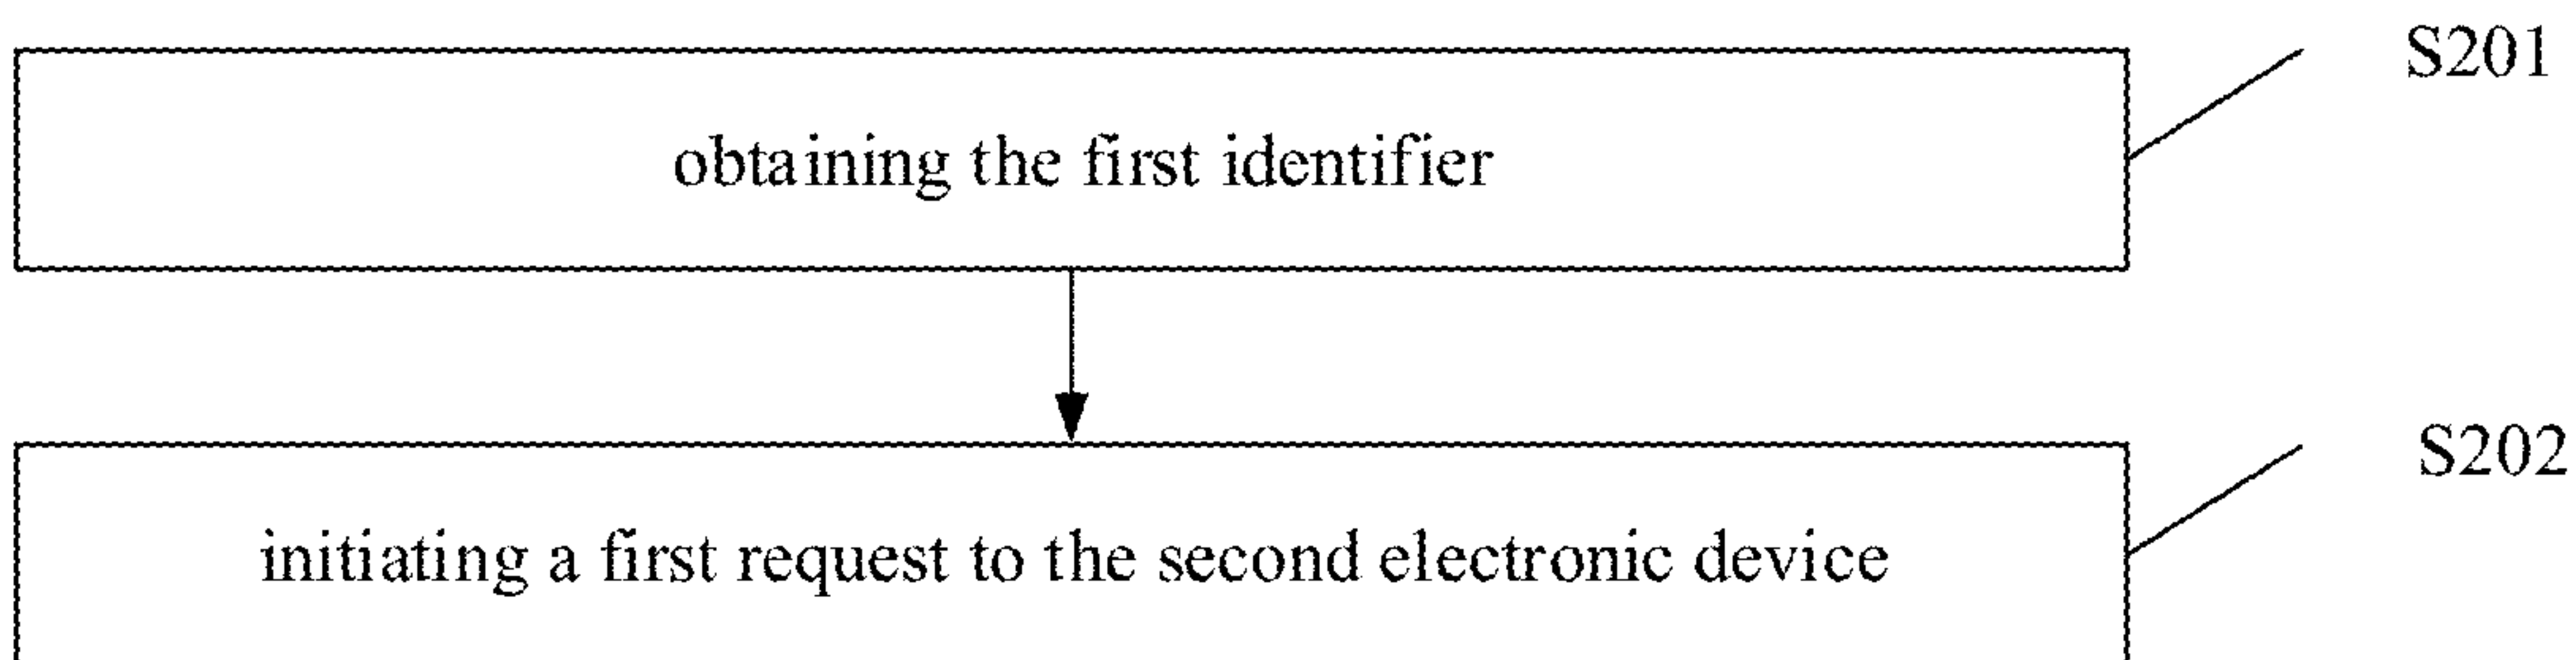 S201
obtaining the first identifier
S202
initiating a first request to the second electronic device